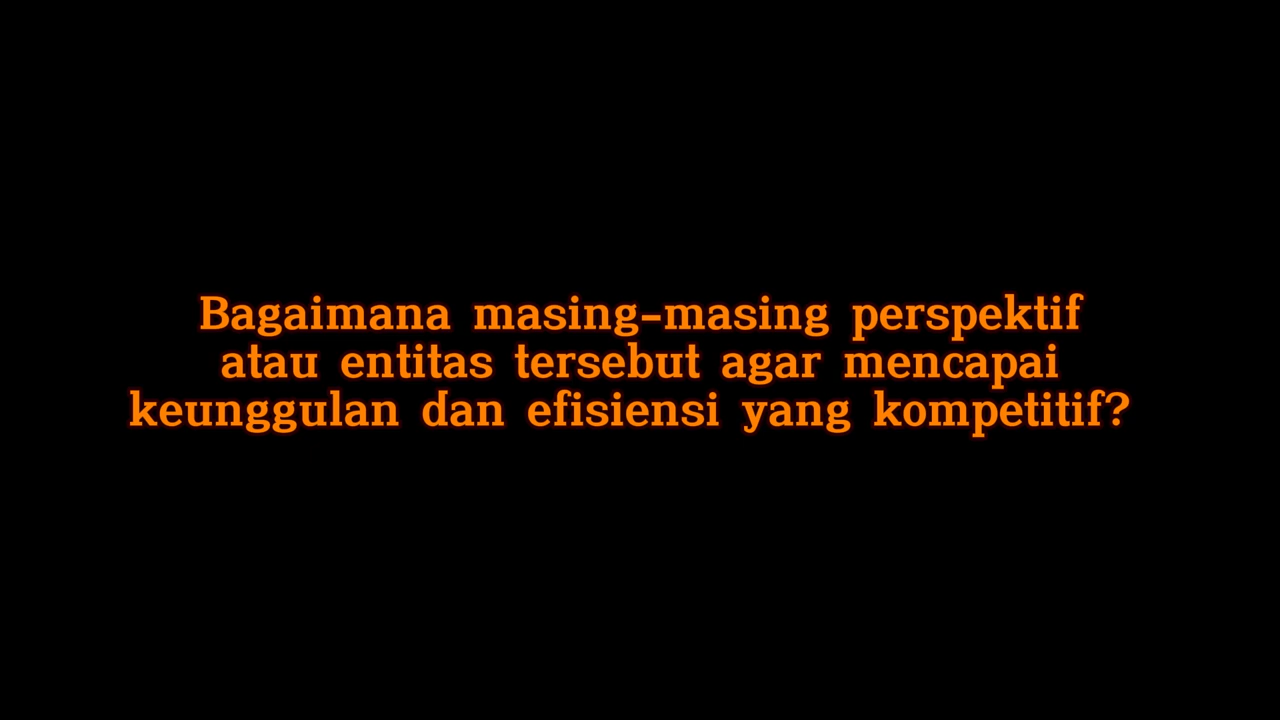 Bagaimana masing-masing perspektif
atau entitas tersebut agar mencapai
keunggulan dan efisiensi yang kompetitif?